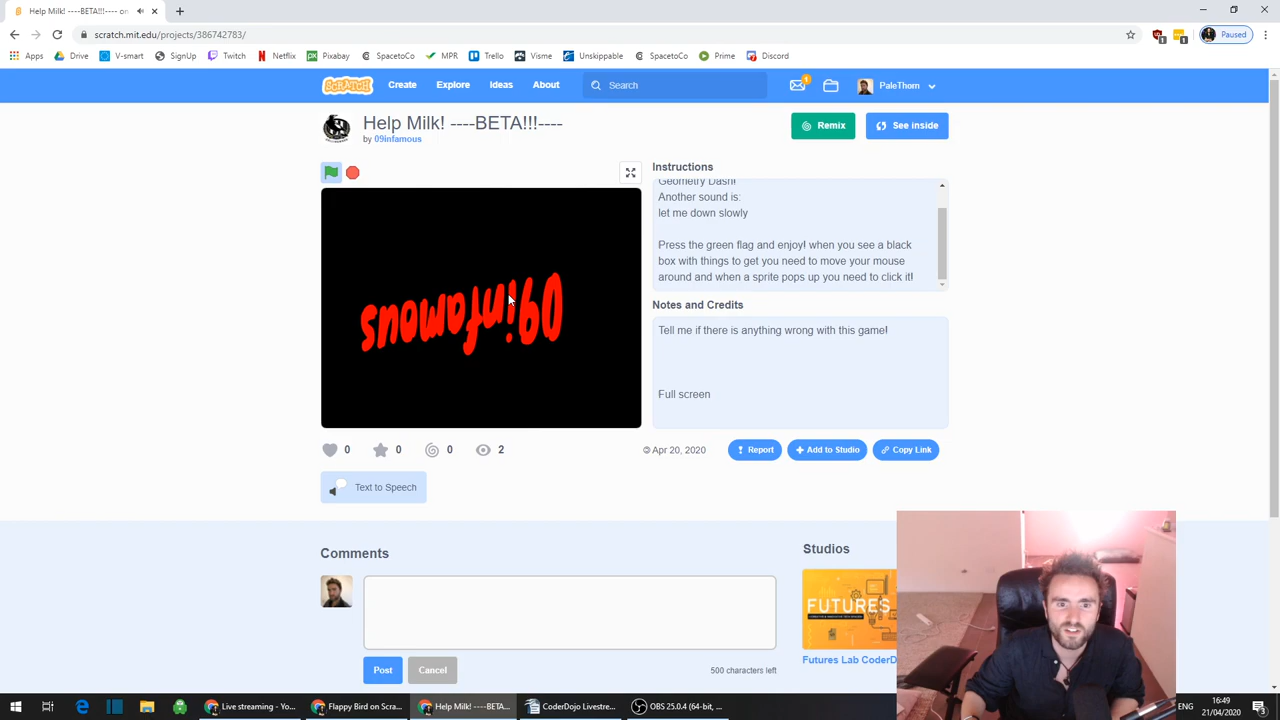 Help Milk! ----BETA!!!---- on
scratch.mit.edu/projects/386742783/
Paused
Apps
Drive
V-smart
SignUp
Twitch
Netflix
Pixabay
SpacetoCo
MPR
Trello
Visme
Unskippable
SpacetoCo
Prime
Discord
SCRATCH
Create
Explore
Ideas
About
Search
1
PaleThom
Help Milk! ----BETA!!!----
by 09infamous
Remix
See inside
Instructions
Geometry Dash!
Another sound is:
let me down slowly
Press the green flag and enjoy! when you see a black
box with things to get you need to move your mouse
around and when a sprite pops up you need to click it!
09infamous
Notes and Credits
Tell me if there is anything wrong with this game!
Full screen
0
0
0
2
Apr 20, 2020
Report
Add to Studio
Copy Link
Text to Speech
Comments
Studios
FUTURES
Futures Lab CoderD
Post
Cancel
500 characters left
Live streaming - Yo...
Flappy Bird on Scra...
Help Milk! ----BETA...
CoderDojo Livestre...
OBS 25.0.4 (64-bit, ...
ENG
16:49
21/04/2020